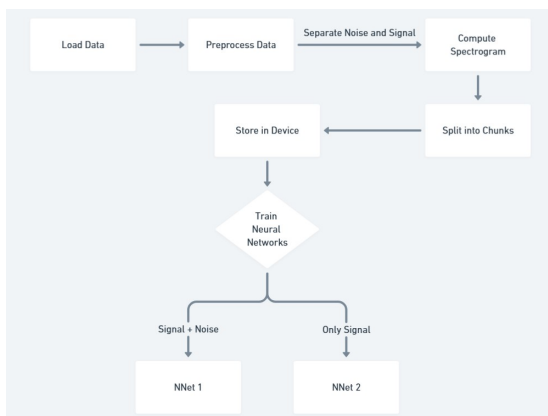 Load Data
Preprocess Data
Separate Noise and Signal
Compute
Spectrogram
Store in Device
Split into Chunks
Train
Neural
Networks
Signal + Noise
Only Signal
NNet 1
NNet 2